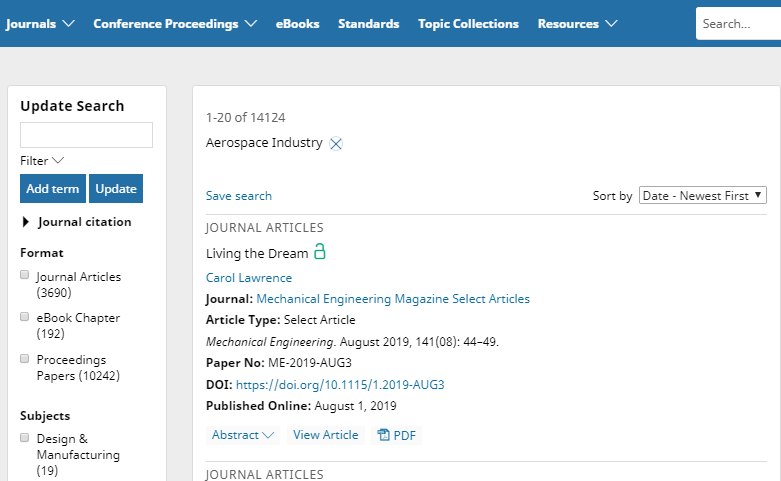 Journals Conference Proceedings eBooks Standards Topic Collections Resources Search...
Update Search
Filter
Add term Update
Journal citation
Format
Journal Articles
(3690)
eBook Chapter
(192)
Proceedings
Papers (10242)
Subjects
Design &
Manufacturing
(19)
1-20 of 14124
Aerospace Industry
Save search Sort by Date - Newest First
JOURNAL ARTICLES
Living the Dream
Carol Lawrence
Journal: Mechanical Engineering Magazine Select Articles
Article Type: Select Article
Mechanical Engineering. August 2019, 141(08): 44–49.
Paper No: ME-2019-AUG3
DOI: https://doi.org/10.1115/1.2019-AUG3
Published Online: August 1, 2019
Abstract View Article PDF
JOURNAL ARTICLES